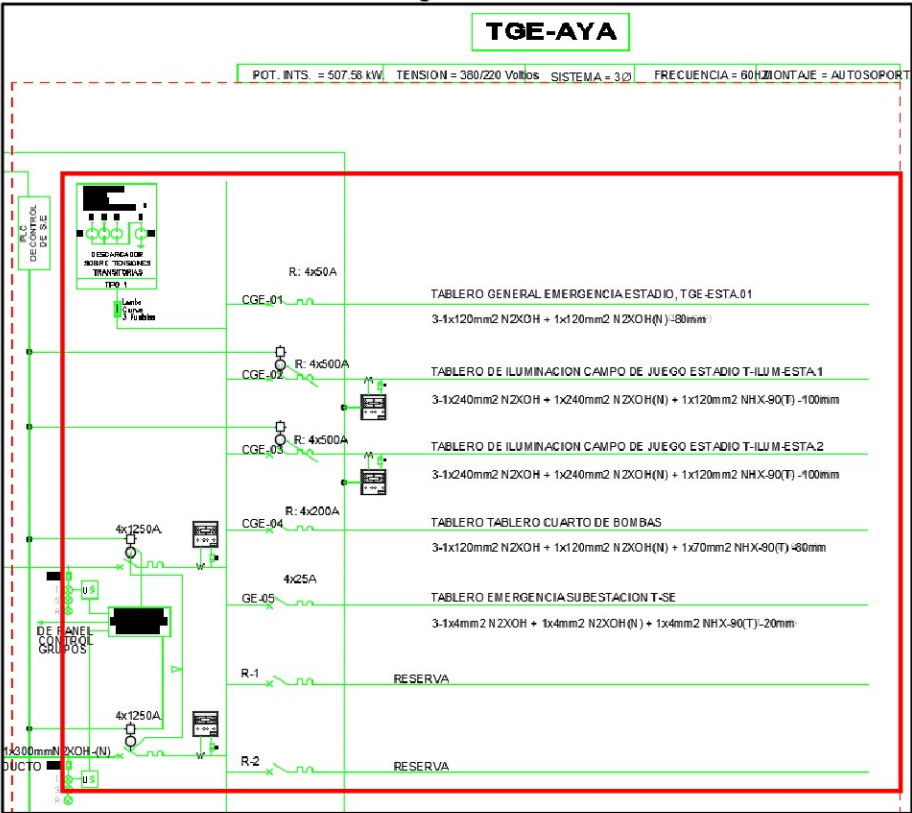 TGE-AYA
POT. INTS. = 507.58 kW. TENSION = 380/220 Voltios SISTEMA = 3Ø FRECUENCIA = 60HZ MONTAJE = AUTOSOPORT
PLC
DECONTROL
DE S.E
DESCARGADOR
SOBRE TENSIONES
TRANSITORIAS
TIPO 1
Lento
Curva
3 Fusibles
R: 4x50A
CGE-01
TABLERO GENERAL EMERGENCIA ESTADIO, TGE-ESTA.01
3-1x120mm2 N2XOH + 1x120mm2 N2XOH(N) -80mm
R: 4x500A
CGE-02
TABLERO DE ILUMINACION CAMPO DE JUEGO ESTADIO T-ILUM-ESTA.1
3-1x240mm2 N2XOH + 1x240mm2 N2XOH(N) + 1x120mm2 NHX-90(T) -100mm
R: 4x500A
CGE-03
TABLERO DE ILUMINACION CAMPO DE JUEGO ESTADIO T-ILUM-ESTA.2
3-1x240mm2 N2XOH + 1x240mm2 N2XOH(N) + 1x120mm2 NHX-90(T) -100mm
R: 4x200A
CGE-04
TABLERO TABLERO CUARTO DE BOMBAS
3-1x120mm2 N2XOH + 1x120mm2 N2XOH(N) + 1x70mm2 NHX-90(T) -80mm
4x1250A
4x25A
GE-05
TABLERO EMERGENCIA SUBESTACION T-SE
3-1x4mm2 N2XOH + 1x4mm2 N2XOH(N) + 1x4mm2 NHX-90(T) -20mm
DE PANEL
CONTROL
GRUPOS
R-1
RESERVA
4x1250A
1x300mmN2XOH-(N)
DUCTO
R-2
RESERVA